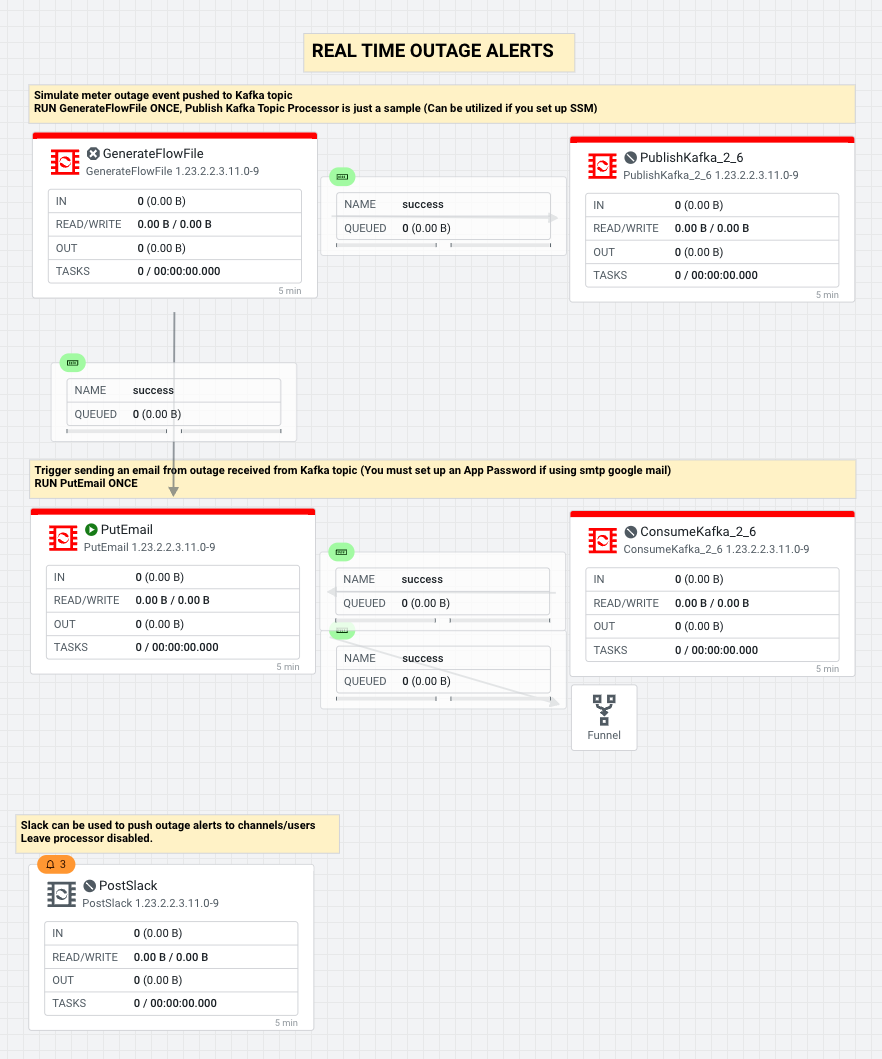 REAL TIME OUTAGE ALERTS
Simulate meter outage event pushed to Kafka topic
RUN GenerateFlowFile ONCE, Publish Kafka Topic Processor is just a sample (Can be utilized if you set up SSM)
GenerateFlowFile
GenerateFlowFile 1.23.2.2.3.11.0-9
IN 0 (0.00 B)
READ/WRITE 0.00 B / 0.00 B
OUT 0 (0.00 B)
TASKS 0 / 00:00:00.000
5 min
NAME success
QUEUED 0 (0.00 B)
PublishKafka_2_6
PublishKafka_2_6 1.23.2.2.3.11.0-9
IN 0 (0.00 B)
READ/WRITE 0.00 B / 0.00 B
OUT 0 (0.00 B)
TASKS 0 / 00:00:00.000
5 min
NAME success
QUEUED 0 (0.00 B)
Trigger sending an email from outage received from Kafka topic (You must set up an App Password if using smtp google mail)
RUN PutEmail ONCE
PutEmail
PutEmail 1.23.2.2.3.11.0-9
IN 0 (0.00 B)
READ/WRITE 0.00 B / 0.00 B
OUT 0 (0.00 B)
TASKS 0 / 00:00:00.000
5 min
NAME success
QUEUED 0 (0.00 B)
NAME success
QUEUED 0 (0.00 B)
ConsumeKafka_2_6
ConsumeKafka_2_6 1.23.2.2.3.11.0-9
IN 0 (0.00 B)
READ/WRITE 0.00 B / 0.00 B
OUT 0 (0.00 B)
TASKS 0 / 00:00:00.000
5 min
Funnel
Slack can be used to push outage alerts to channels/users
Leave processor disabled.
3
PostSlack
PostSlack 1.23.2.2.3.11.0-9
IN 0 (0.00 B)
READ/WRITE 0.00 B / 0.00 B
OUT 0 (0.00 B)
TASKS 0 / 00:00:00.000
5 min